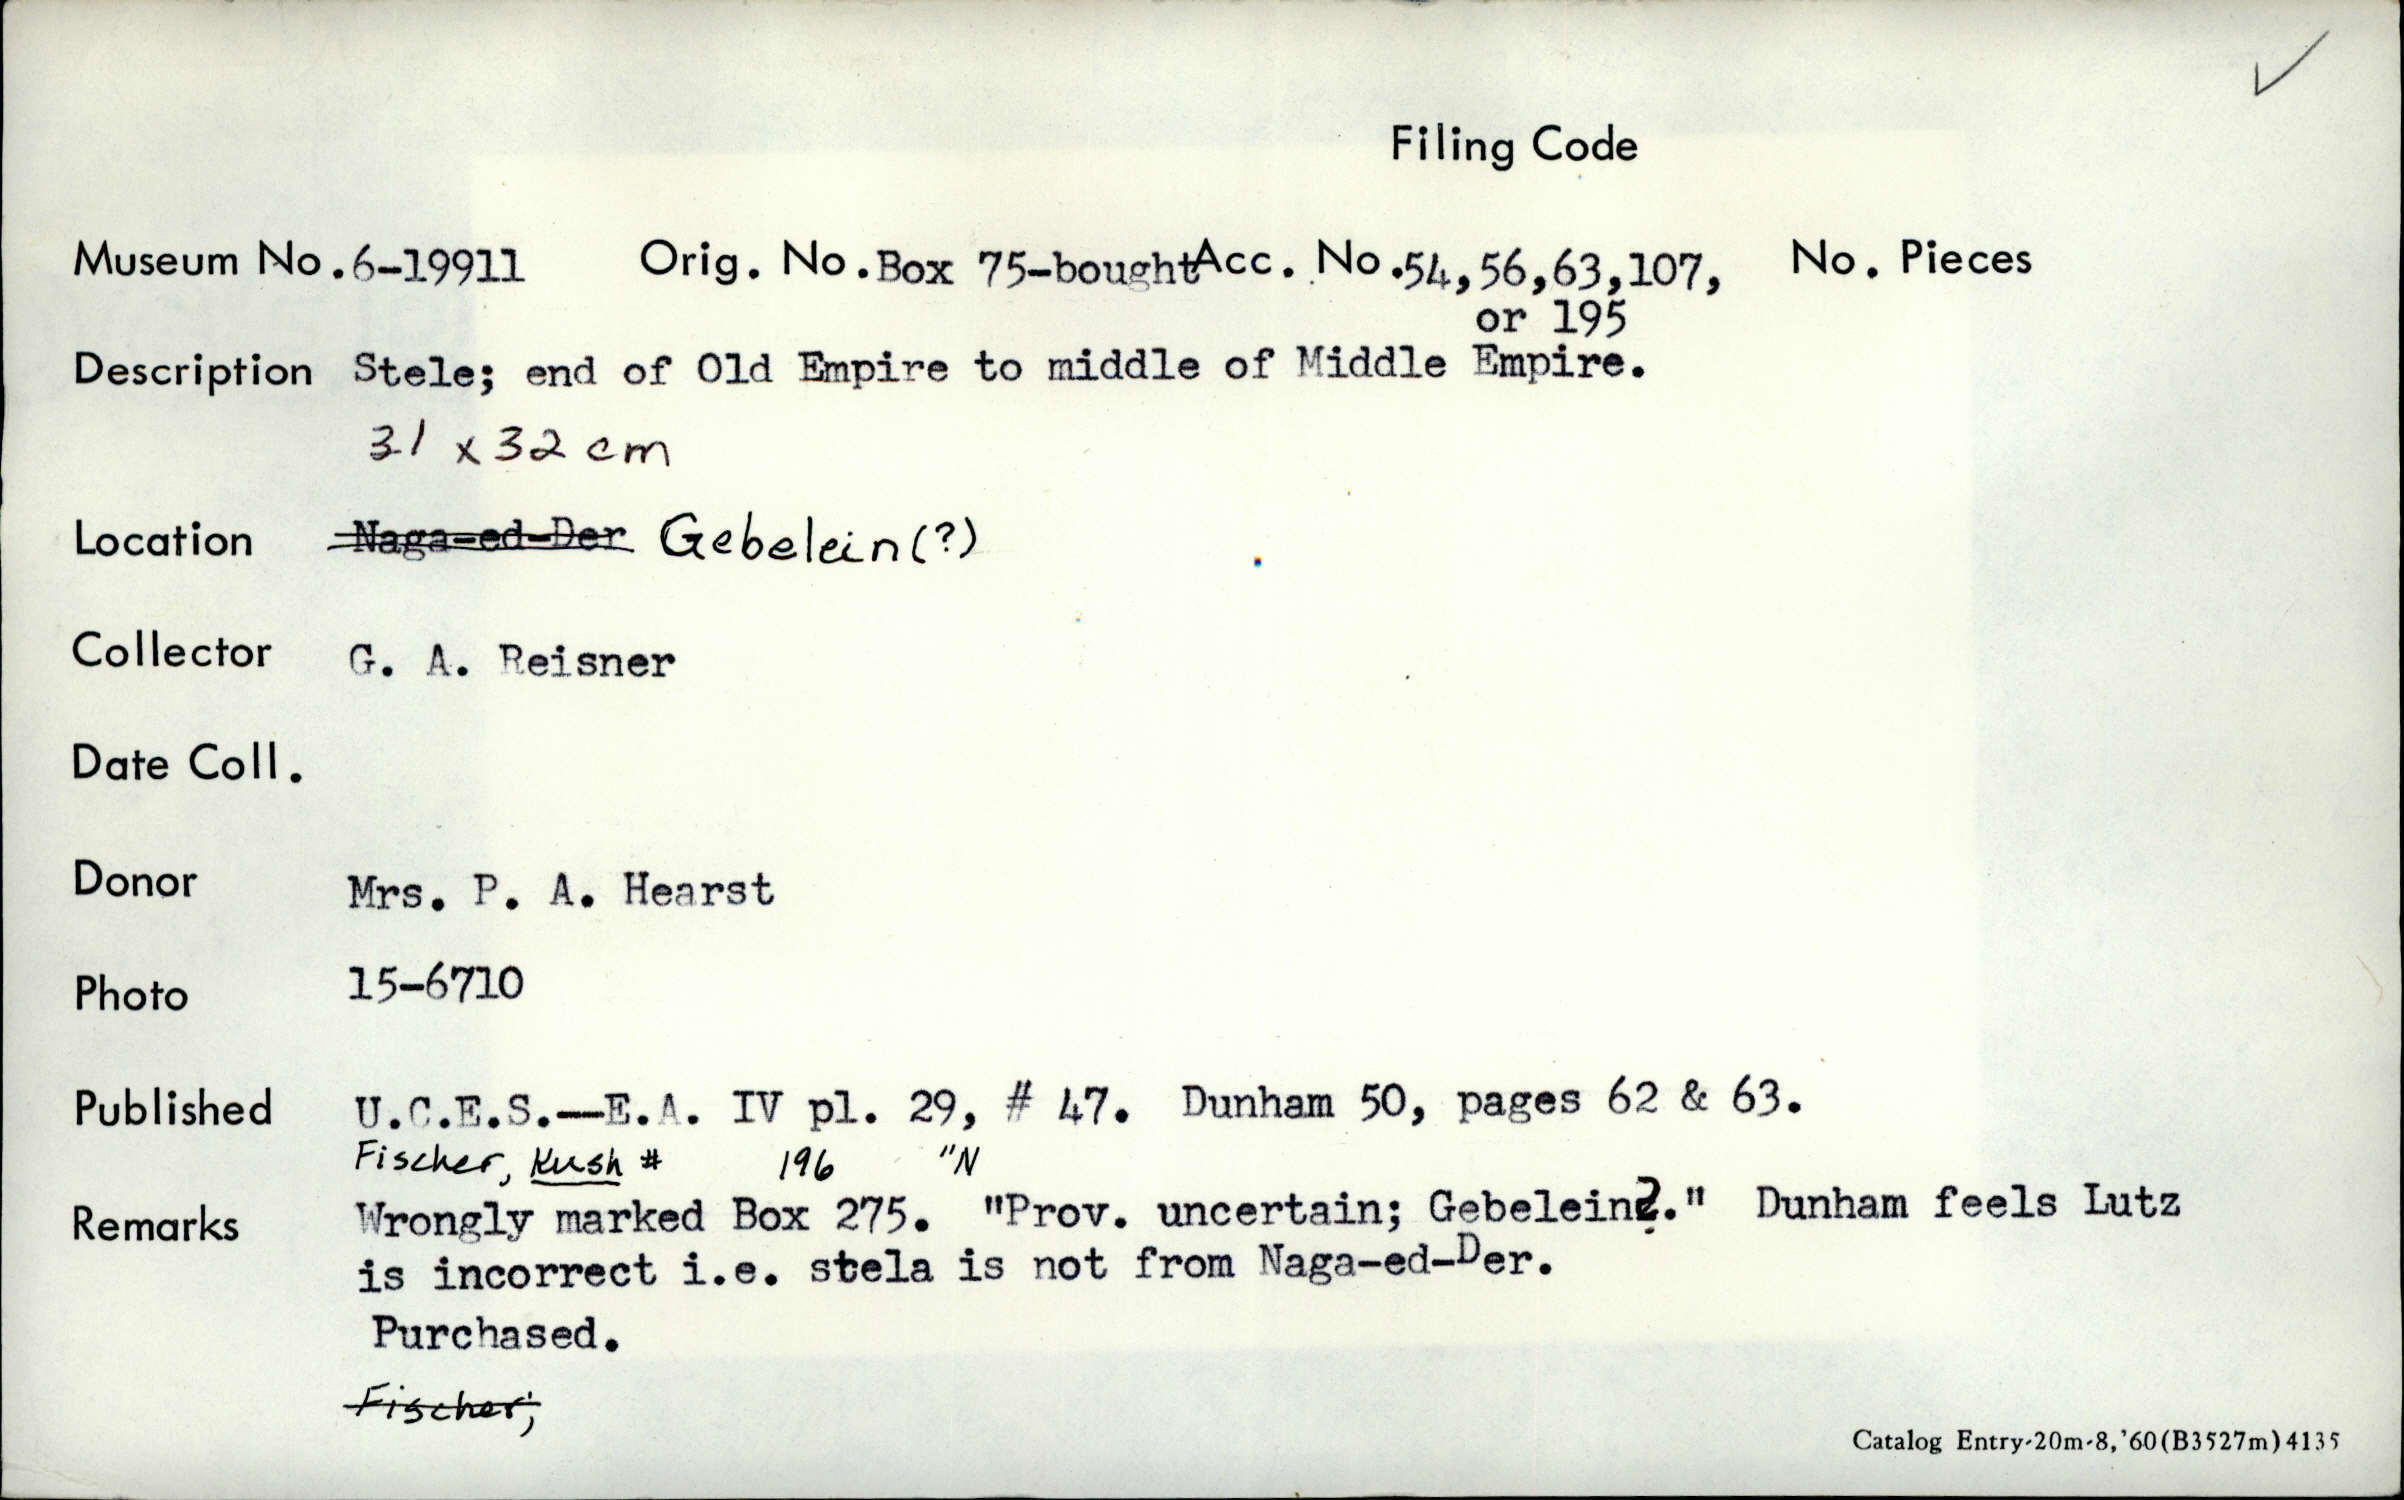 Filing Code
Museum No. 6-19911 Orig. No. Box 75-bought Acc. No. 54,56,63,107, No. Pieces
or 195
Description Stele; end of Old Empire to middle of Middle Empire.
31 x 32 cm
Location Naga-ed-Der Gebelein(?)
Collector G. A. Reisner
Date Coll.
Donor Mrs. P. A. Hearst
Photo 15-6710
Published U.C.E.S.—E.A. IV pl. 29, # 47. Dunham 50, pages 62 & 63.
Fischer, Kush # 196 "N
Remarks Wrongly marked Box 275. "Prov. uncertain; Gebelein?." Dunham feels Lutz
is incorrect i.e. stela is not from Naga-ed-Der.
Purchased.
Fischer,
Catalog Entry-20m-8,'60(B3527m)4135